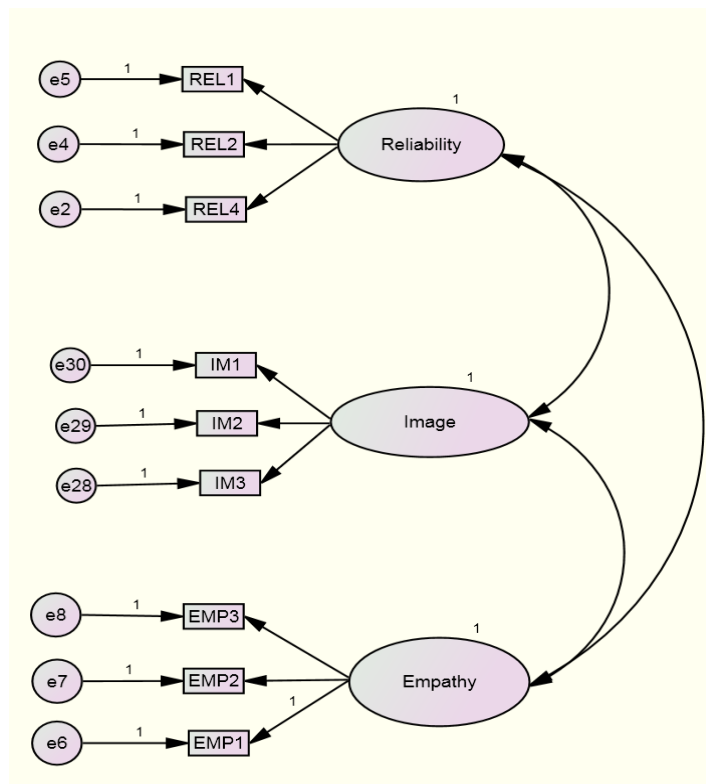 1
e5
1
REL1
e4
1
REL2
Reliability
e2
1
REL4
1
e30
1
IM1
e29
1
IM2
Image
e28
1
IM3
1
e8
1
EMP3
e7
1
EMP2
Empathy
1
e6
1
EMP1